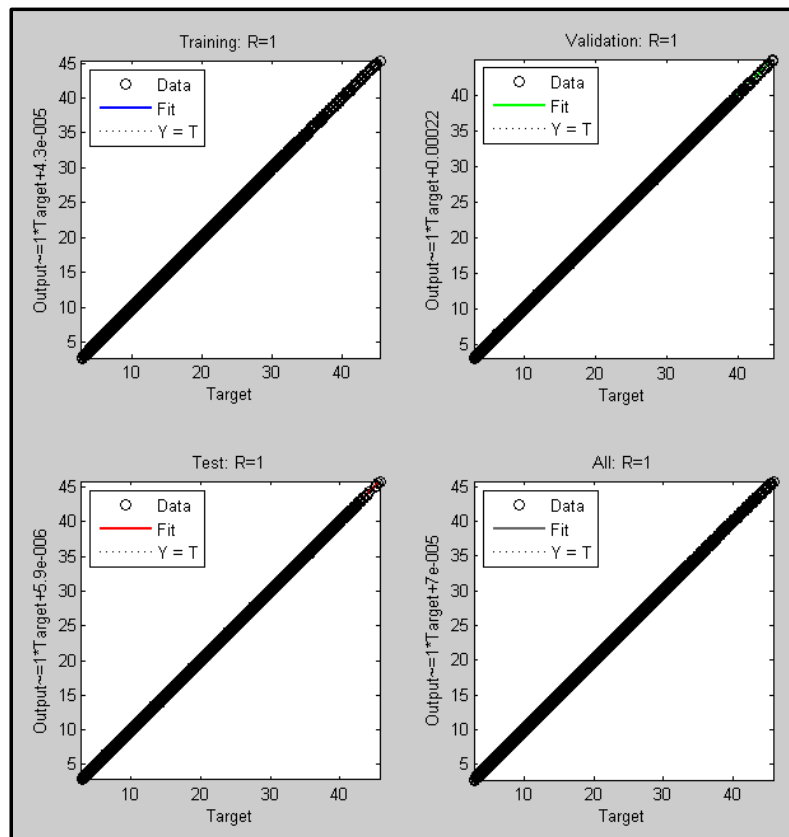 Training: R=1
Output~=1*Target+4.3e-005
45
40
35
30
25
20
15
10
5
Data
Fit
Y = T
10
20
30
40
Target
Validation: R=1
Output~=1*Target+0.00022
45
40
35
30
25
20
15
10
5
Data
Fit
Y = T
10
20
30
40
Target
Test: R=1
Output~=1*Target+5.9e-006
45
40
35
30
25
20
15
10
5
Data
Fit
Y = T
10
20
30
40
Target
All: R=1
Output~=1*Target+7e-005
45
40
35
30
25
20
15
10
5
Data
Fit
Y = T
10
20
30
40
Target